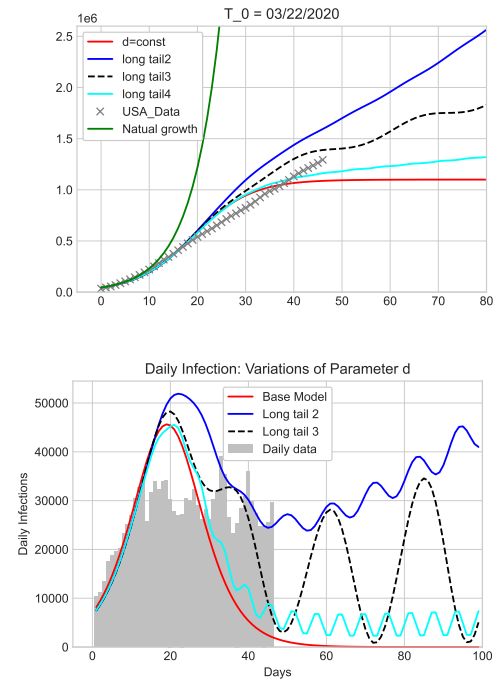 T_0 = 03/22/2020
1e6
d=const
long tail2
long tail3
long tail4
USA_Data
Natual growth
2.5
2.0
1.5
1.0
0.5
0.0
0 10 20 30 40 50 60 70 80
Daily Infection: Variations of Parameter d
Base Model
Long tail 2
Long tail 3
Daily data
Daily Infections
50000
40000
30000
20000
10000
0
0 20 40 60 80 100
Days